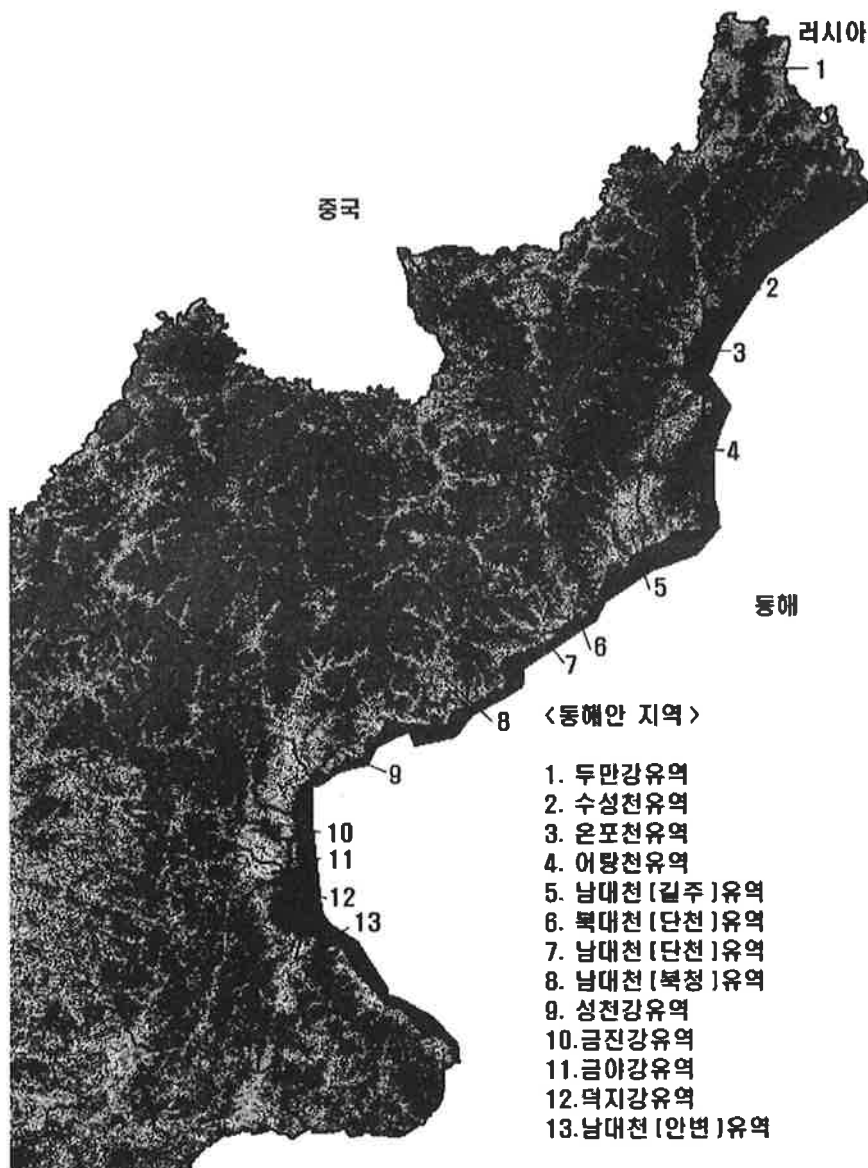 러시아
1
중국
2
3
4
5
동해
6
7
8
<동해안 지역>
9
1. 두만강유역
2. 수성천유역
3. 온포천유역
4. 어랑천유역
5. 남대천[길주]유역
6. 북대천[단천]유역
7. 남대천[단천]유역
8. 남대천[북청]유역
9. 성천강유역
10.금진강유역
11.금야강유역
12.덕지강유역
13.남대천[안변]유역
10
11
12
13